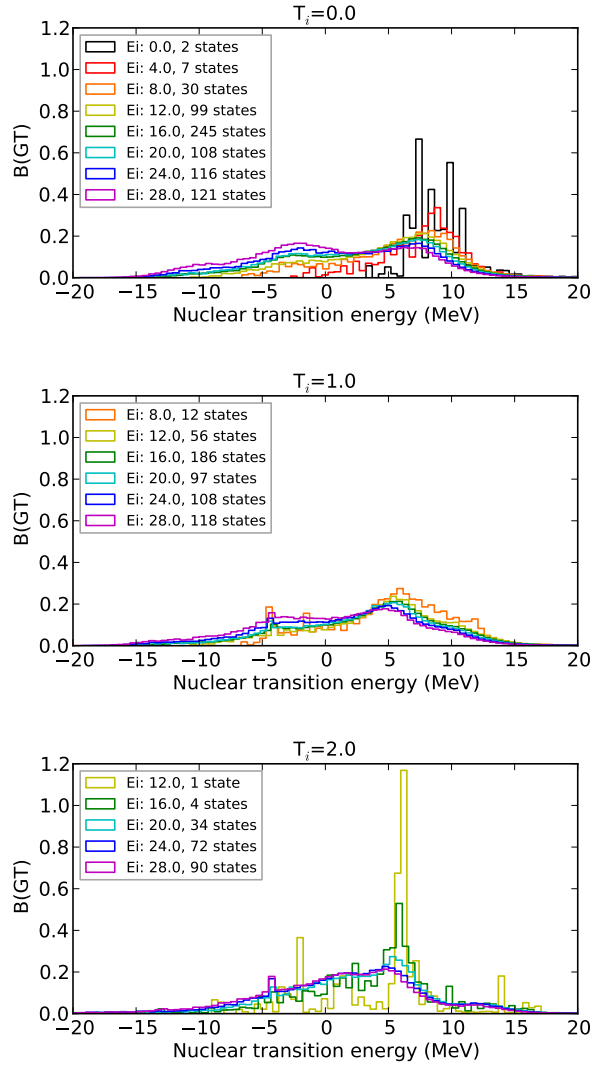 T_i=0.0
1.2
1.0
0.8
0.6
0.4
0.2
0.0
B(GT)
Ei: 0.0, 2 states
Ei: 4.0, 7 states
Ei: 8.0, 30 states
Ei: 12.0, 99 states
Ei: 16.0, 245 states
Ei: 20.0, 108 states
Ei: 24.0, 116 states
Ei: 28.0, 121 states
−20 −15 −10 −5 0 5 10 15 20
Nuclear transition energy (MeV)
T_i=1.0
1.2
1.0
0.8
0.6
0.4
0.2
0.0
B(GT)
Ei: 8.0, 12 states
Ei: 12.0, 56 states
Ei: 16.0, 186 states
Ei: 20.0, 97 states
Ei: 24.0, 108 states
Ei: 28.0, 118 states
−20 −15 −10 −5 0 5 10 15 20
Nuclear transition energy (MeV)
T_i=2.0
1.2
1.0
0.8
0.6
0.4
0.2
0.0
B(GT)
Ei: 12.0, 1 state
Ei: 16.0, 4 states
Ei: 20.0, 34 states
Ei: 24.0, 72 states
Ei: 28.0, 90 states
−20 −15 −10 −5 0 5 10 15 20
Nuclear transition energy (MeV)